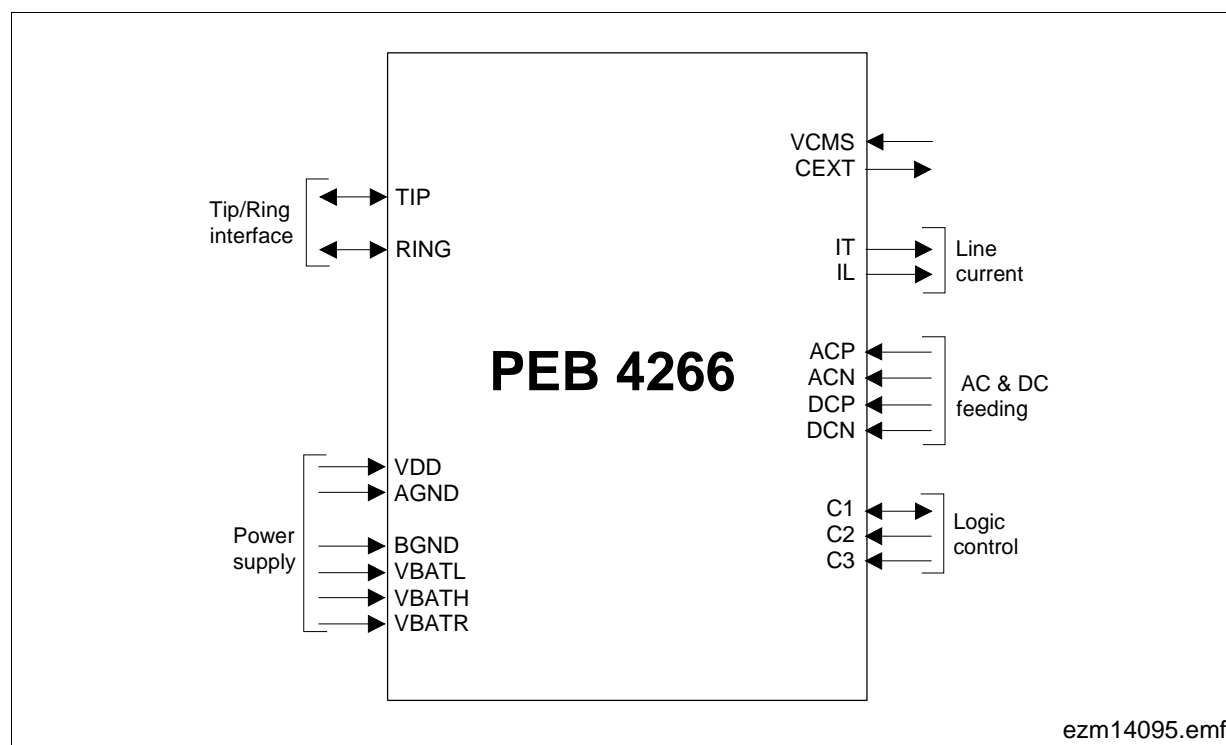 VCMS
CEXT
Tip/Ring
interface
TIP
RING
IT
IL
Line
current
PEB 4266
ACP
ACN
DCP
DCN
AC & DC
feeding
Power
supply
VDD
AGND
BGND
VBATL
VBATH
VBATR
C1
C2
C3
Logic
control
ezm14095.emf